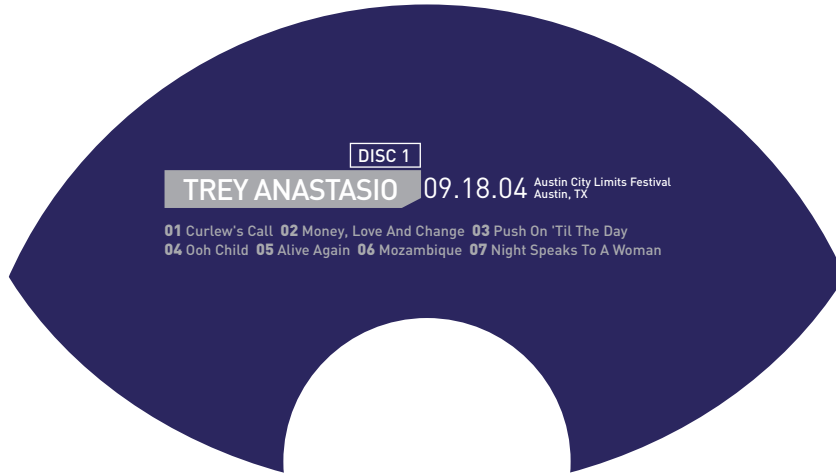 DISC 1
TREY ANASTASIO 09.18.04 Austin City Limits Festival
Austin, TX
01 Curlew's Call 02 Money, Love And Change 03 Push On 'Til The Day
04 Ooh Child 05 Alive Again 06 Mozambique 07 Night Speaks To A Woman